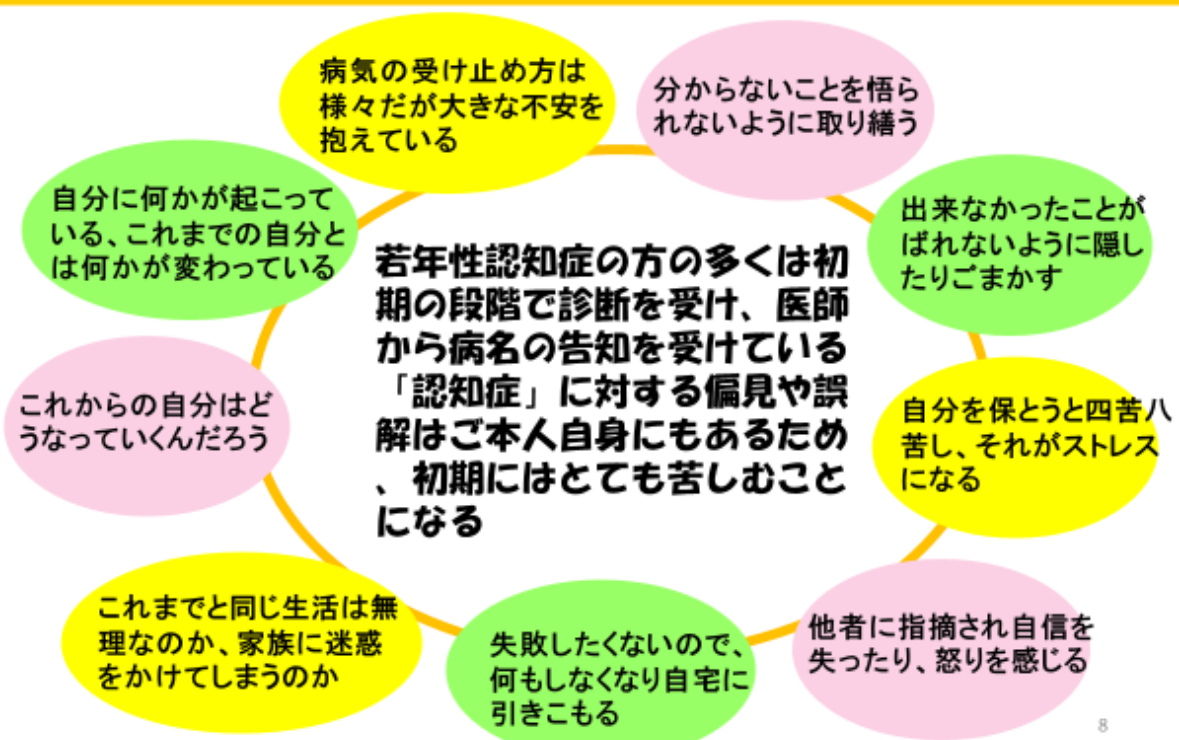 病気の受け止め方は
様々だが大きな不安を
抱えている
分からないことを悟ら
れないように取り繕う
自分に何かが起こって
いる、これまでの自分と
は何かが変わっている
出来なかったことが
ばれないように隠し
たりごまかす
若年性認知症の方の多くは初
期の段階で診断を受け、医師
から病名の告知を受けている
「認知症」に対する偏見や誤
解はご本人自身にもあるため
、初期にはとても苦しむこと
になる
これからの自分はど
うなっていくんだろう
自分を保とうと四苦八
苦し、それがストレス
になる
これまでと同じ生活は無
理なのか、家族に迷惑
をかけてしまうのか
失敗したくないので、
何もしなくなり自宅に
引きこもる
他者に指摘され自信を
失ったり、怒りを感じる
8